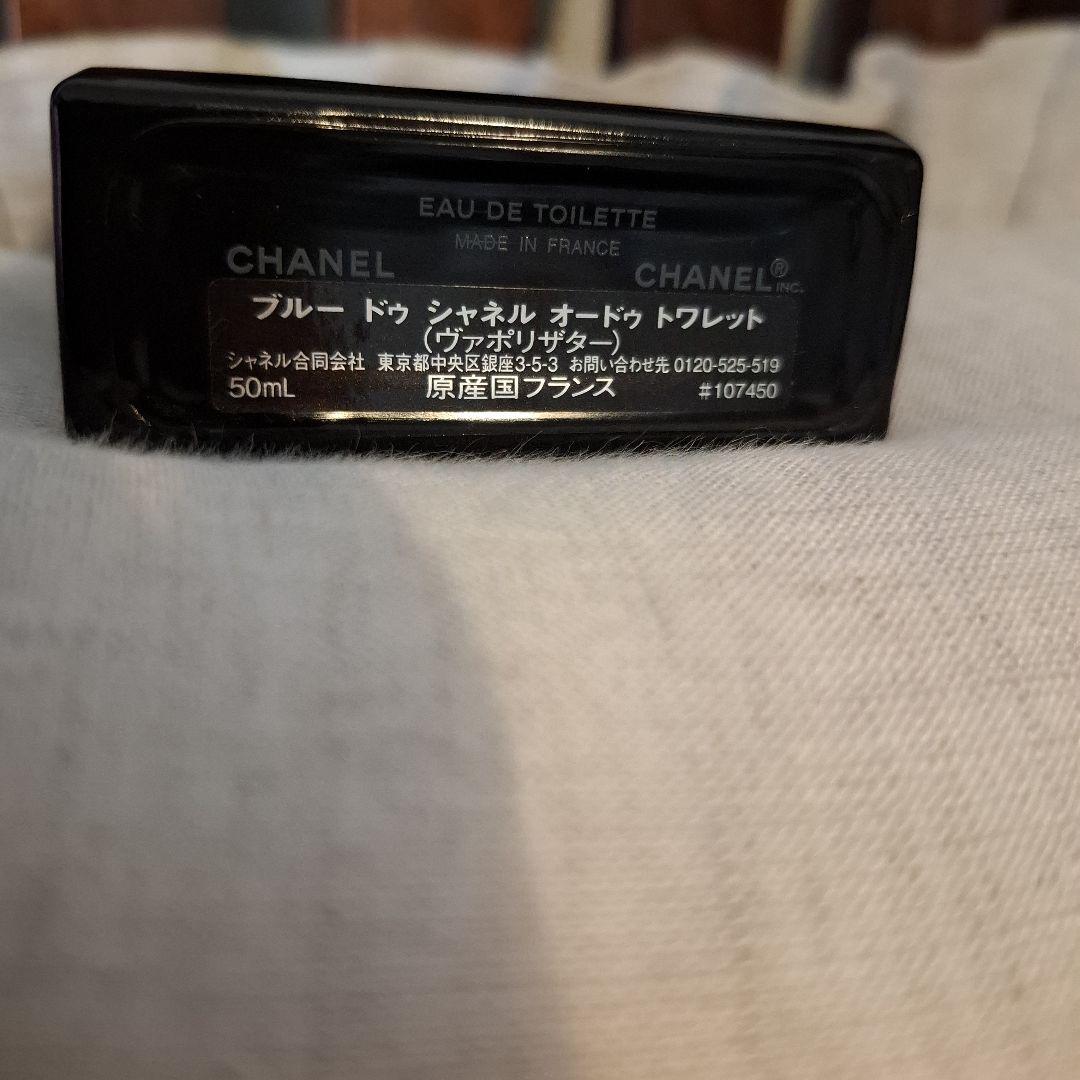 EAU DE TOILETTE
MADE IN FRANCE
CHANEL CHANEL® INC.
ブルー ドゥ シャネル オードゥ トワレット
(ヴァポリザター)
シャネル合同会社 東京都中央区銀座3-5-3 お問い合わせ先 0120-525-519
50mL 原産国フランス #107450